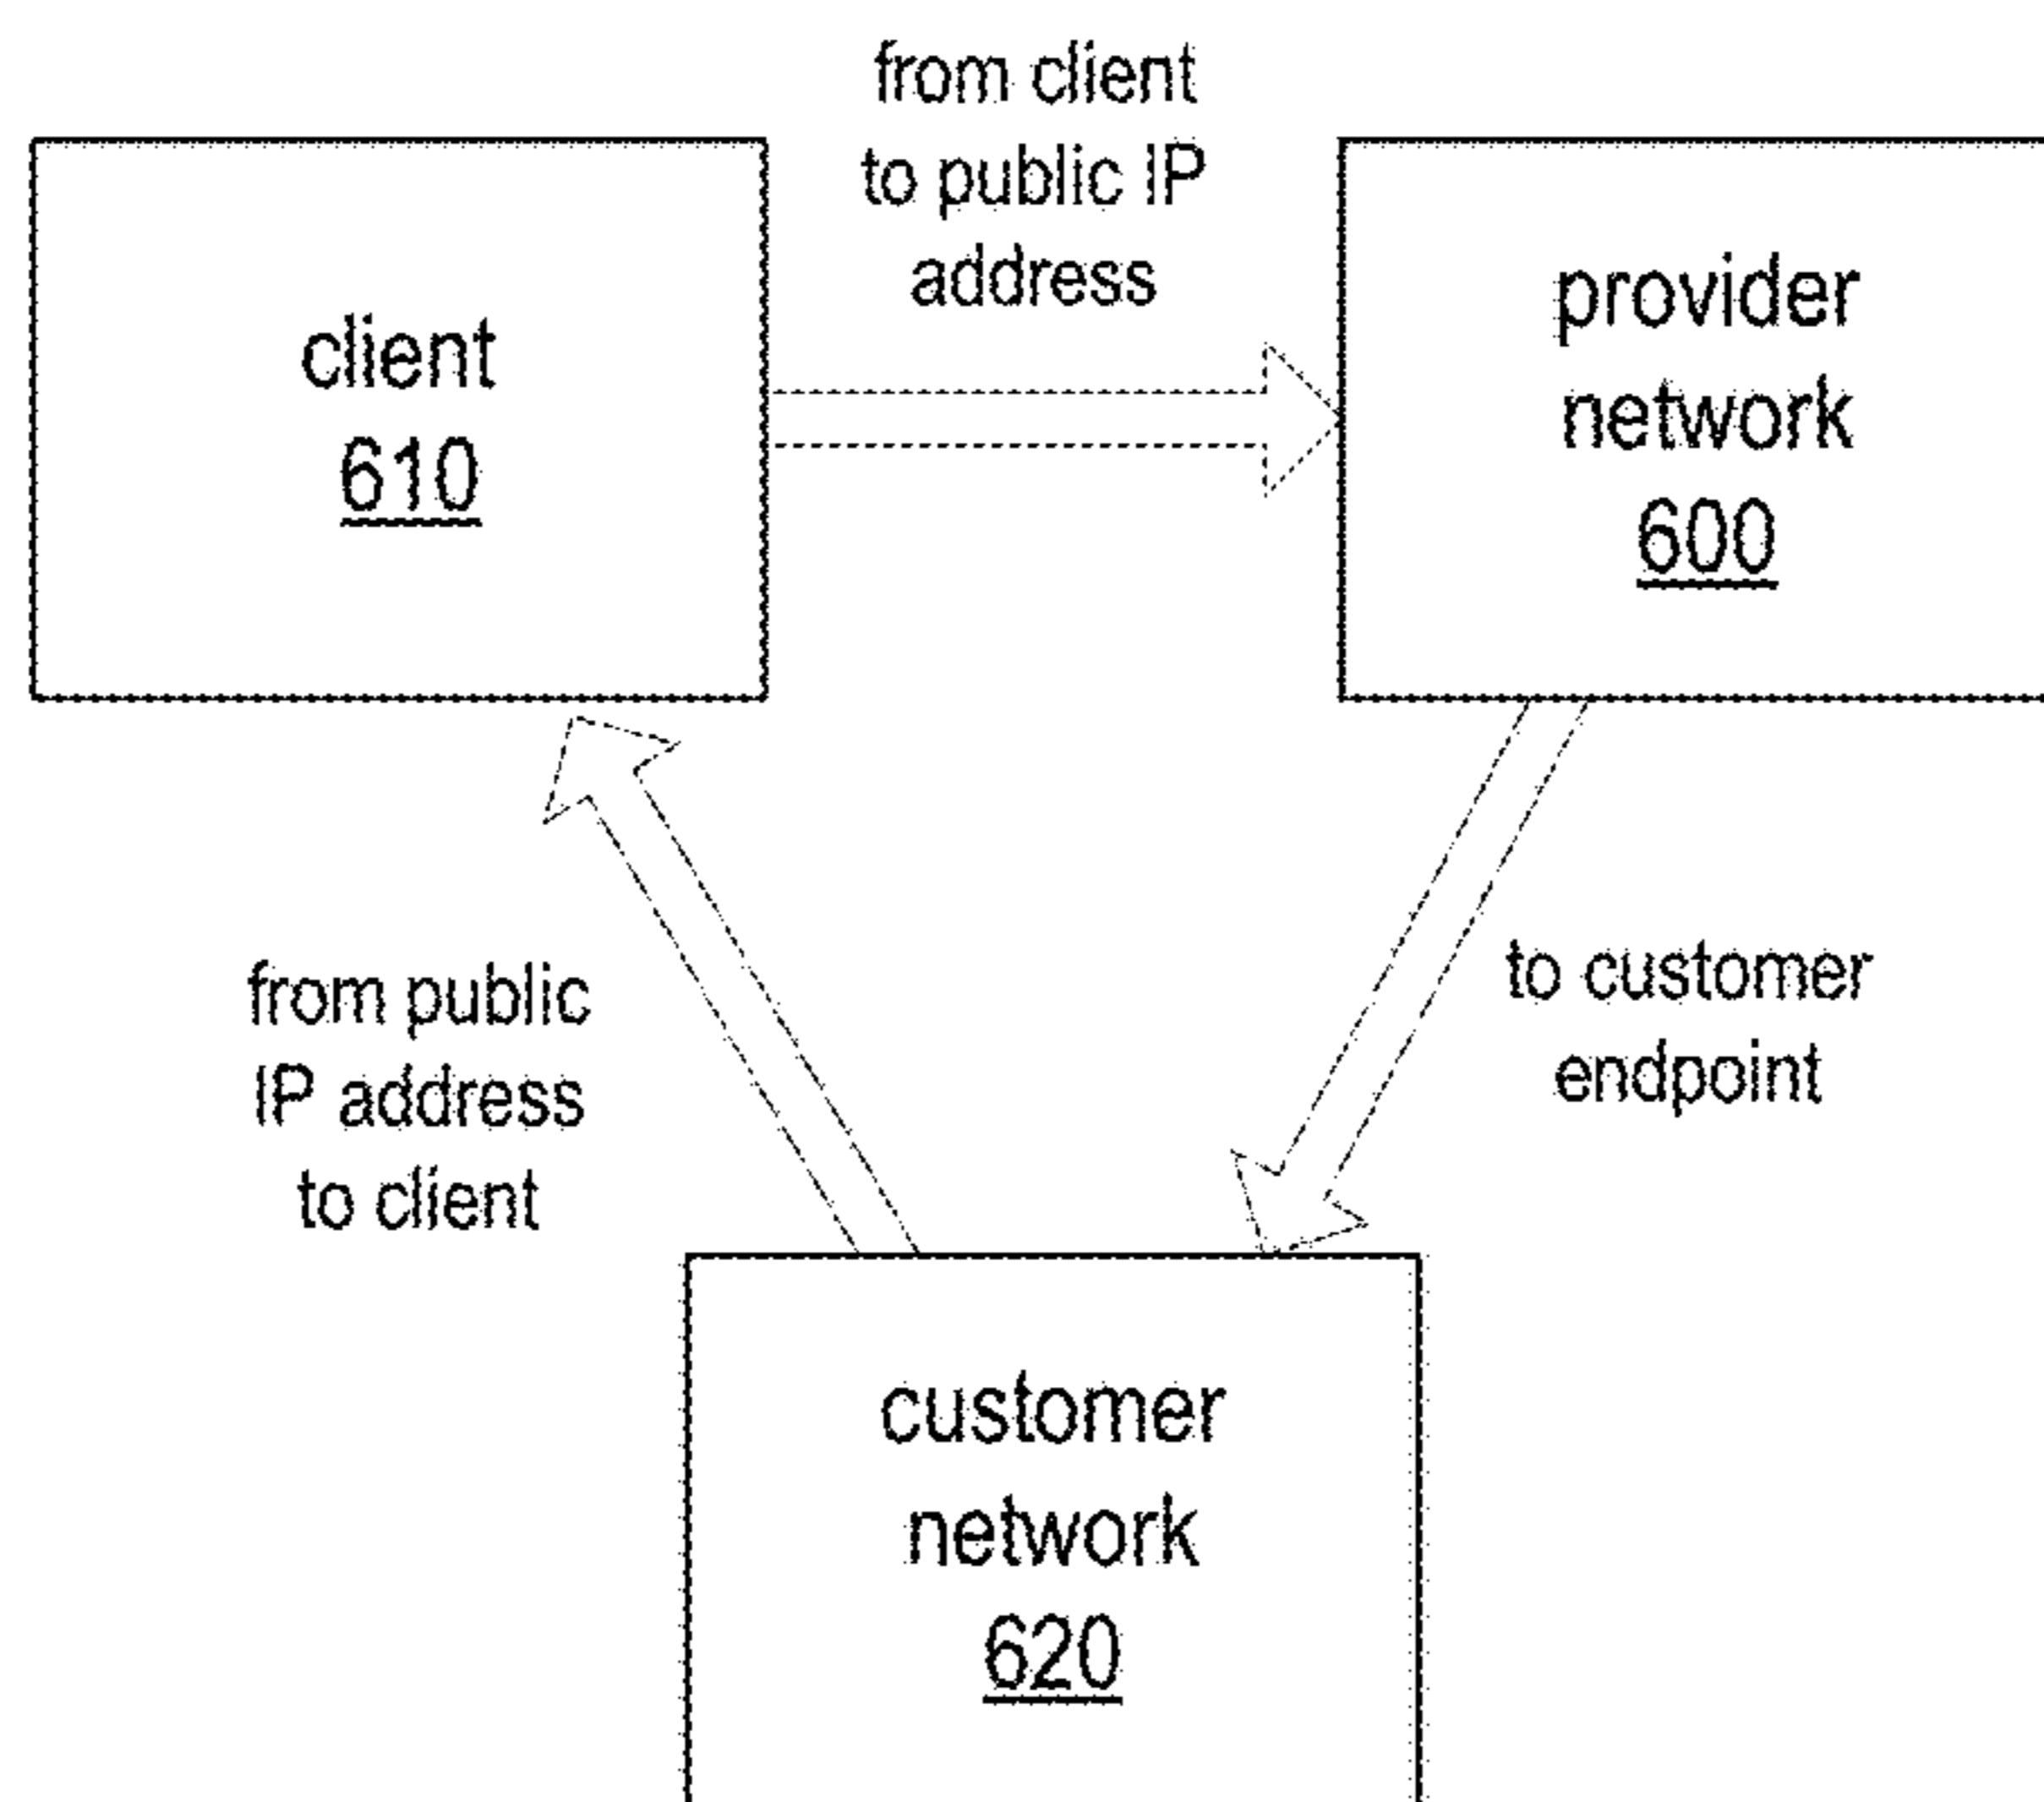 from client
to public IP
address
client
610
provider
network
600
from public
IP address
to client
to customer
endpoint
customer
network
620